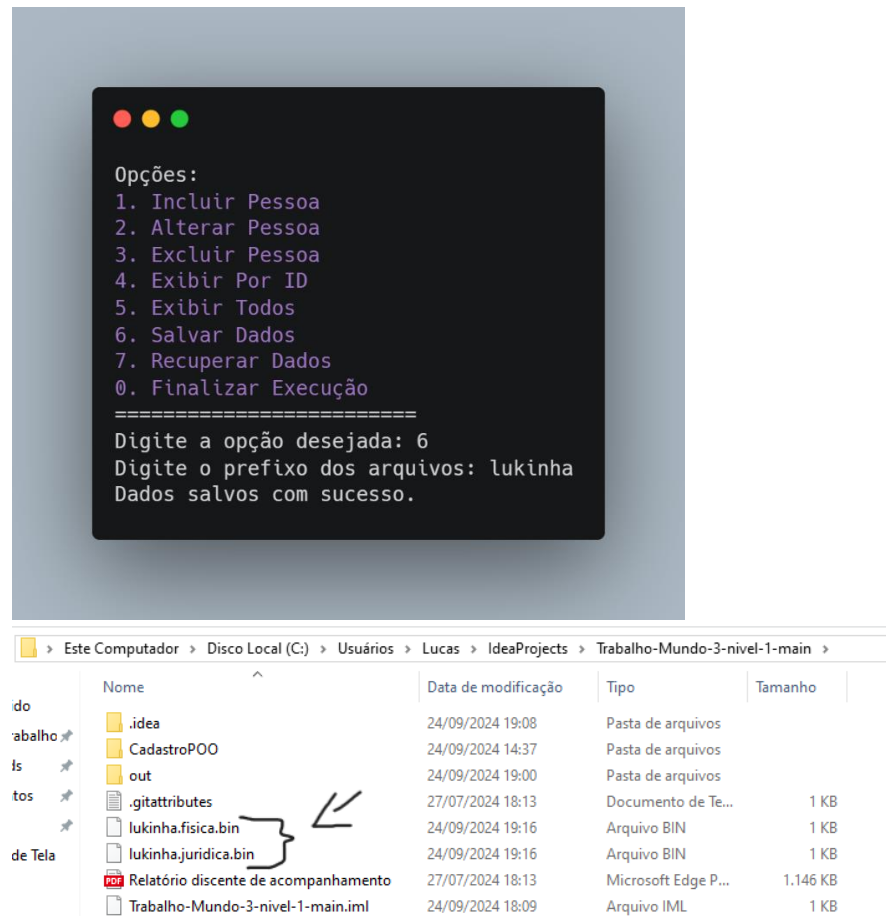 Opções:
1. Incluir Pessoa
2. Alterar Pessoa
3. Excluir Pessoa
4. Exibir Por ID
5. Exibir Todos
6. Salvar Dados
7. Recuperar Dados
0. Finalizar Execução
=========================
Digite a opção desejada: 6
Digite o prefixo dos arquivos: lukinha
Dados salvos com sucesso.
> Este Computador > Disco Local (C:) > Usuários > Lucas > IdeaProjects > Trabalho-Mundo-3-nivel-1-main >
Nome Data de modificação Tipo Tamanho
ido
.idea 24/09/2024 19:08 Pasta de arquivos
rabalho CadastroPOO 24/09/2024 14:37 Pasta de arquivos
ds out 24/09/2024 19:00 Pasta de arquivos
tos .gitattributes 27/07/2024 18:13 Documento de Te... 1 KB
lukinha.fisica.bin 24/09/2024 19:16 Arquivo BIN 1 KB
de Tela lukinha.juridica.bin 24/09/2024 19:16 Arquivo BIN 1 KB
PDF Relatório discente de acompanhamento 27/07/2024 18:13 Microsoft Edge P... 1.146 KB
Trabalho-Mundo-3-nivel-1-main.iml 24/09/2024 18:09 Arquivo IML 1 KB